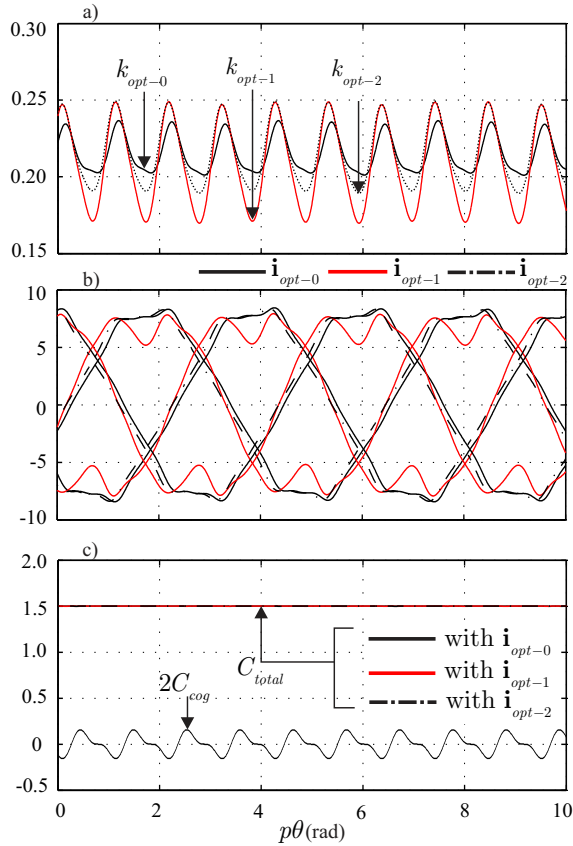 a)
0.30
0.25
0.20
0.15
k_opt−0
k_opt−1
k_opt−2
i_opt−0 i_opt−1 i_opt−2
b)
10
5
0
-5
-10
c)
2.0
1.5
1.0
0.5
0
-0.5
C_total
2C_cog
with i_opt−0
with i_opt−1
with i_opt−2
0 2 4 6 8 10
pθ(rad)